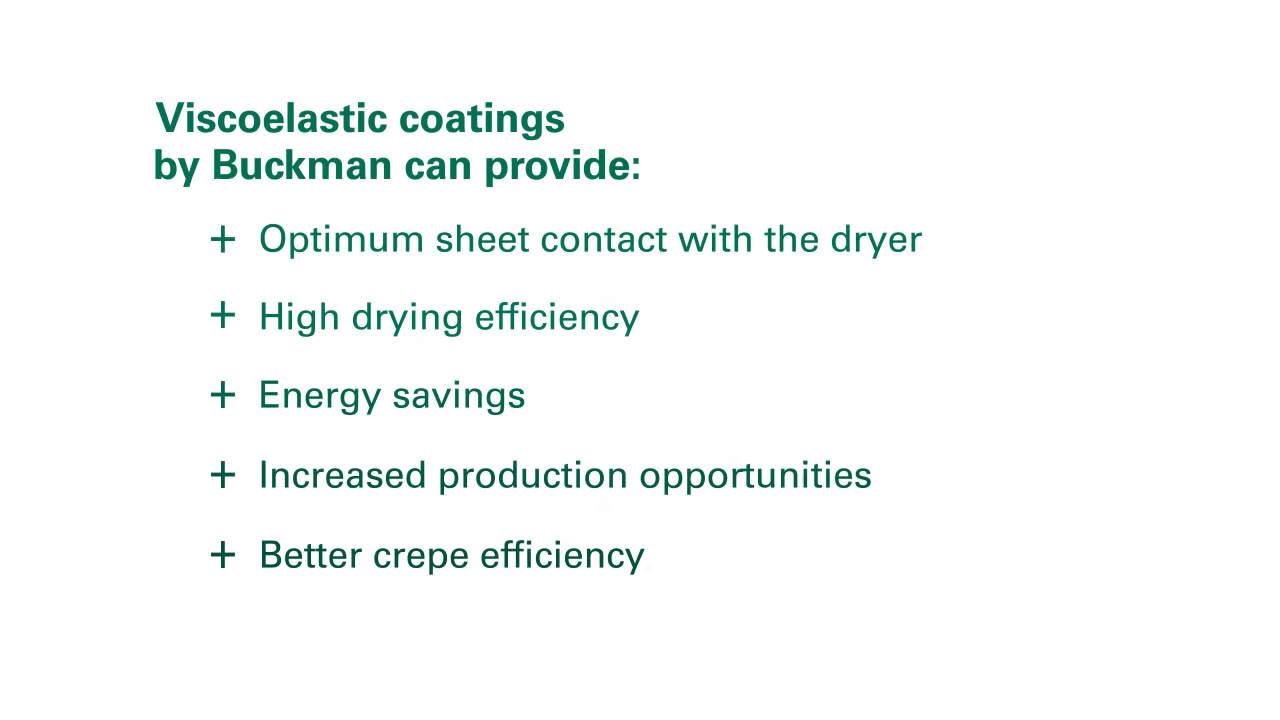 Viscoelastic coatings
by Buckman can provide:
+ Optimum sheet contact with the dryer
+ High drying efficiency
+ Energy savings
+ Increased production opportunities
+ Better crepe efficiency